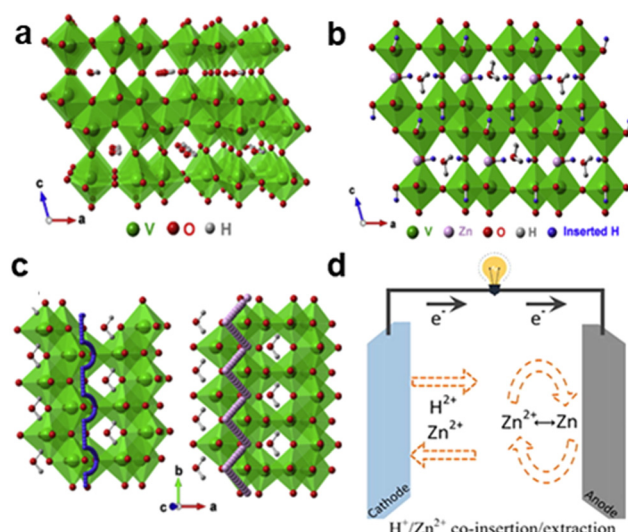 a
c
a
V O H
b
c
a
V Zn O H Inserted H
c
b
c
a
d
e⁻ e⁻
H²⁺
Zn²⁺
Zn²⁺↔Zn
Cathode
Anode
H⁺/Zn²⁺ co-insertion/extraction